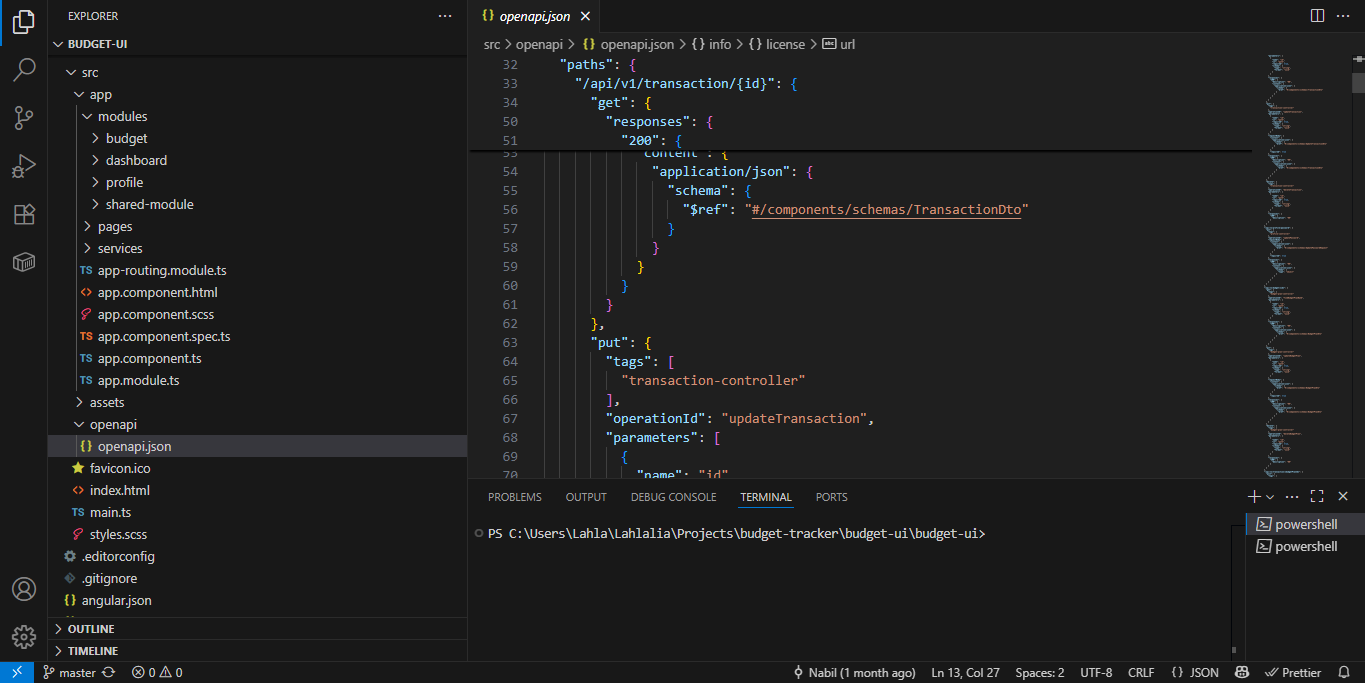 EXPLORER
BUDGET-UI
src
app
modules
budget
dashboard
profile
shared-module
pages
services
TS app-routing.module.ts
<> app.component.html
app.component.scss
TS app.component.spec.ts
TS app.component.ts
TS app.module.ts
assets
openapi
{} openapi.json
favicon.ico
<> index.html
TS main.ts
styles.scss
.editorconfig
.gitignore
{} angular.json
OUTLINE
TIMELINE
{} openapi.json
src > openapi > {} openapi.json > {} info > {} license > abc url
32 "paths": {
33 "/api/v1/transaction/{id}": {
34 "get": {
50 "responses": {
51 "200": {
53 "content": {
54 "application/json": {
55 "schema": {
56 "$ref": "#/components/schemas/TransactionDto"
57 }
58 }
59 }
60 }
61 }
62 },
63 "put": {
64 "tags": [
65 "transaction-controller"
66 ],
67 "operationId": "updateTransaction",
68 "parameters": [
69 {
70 "name": "id"
PROBLEMS OUTPUT DEBUG CONSOLE TERMINAL PORTS
PS C:\Users\Lahla\Lahlalia\Projects\budget-tracker\budget-ui\budget-ui>
powershell
powershell
master 0 0 Nabil (1 month ago) Ln 13, Col 27 Spaces: 2 UTF-8 CRLF {} JSON Prettier